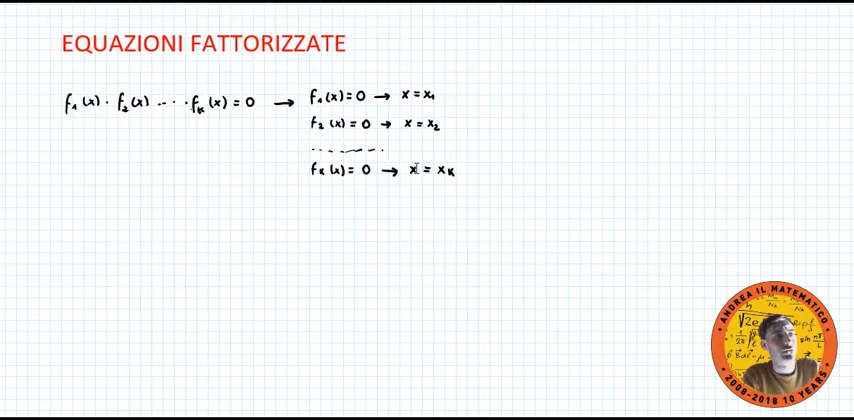 EQUAZIONI FATTORIZZATE
f₁(x) · f₂(x) ... · fₖ(x) = 0 → f₁(x) = 0 → x = x₁
f₂(x) = 0 → x = x₂
..........
fₖ(x) = 0 → x = xₖ
ANDREA IL MATEMATICO
• 2008-2018 10 YEARS •